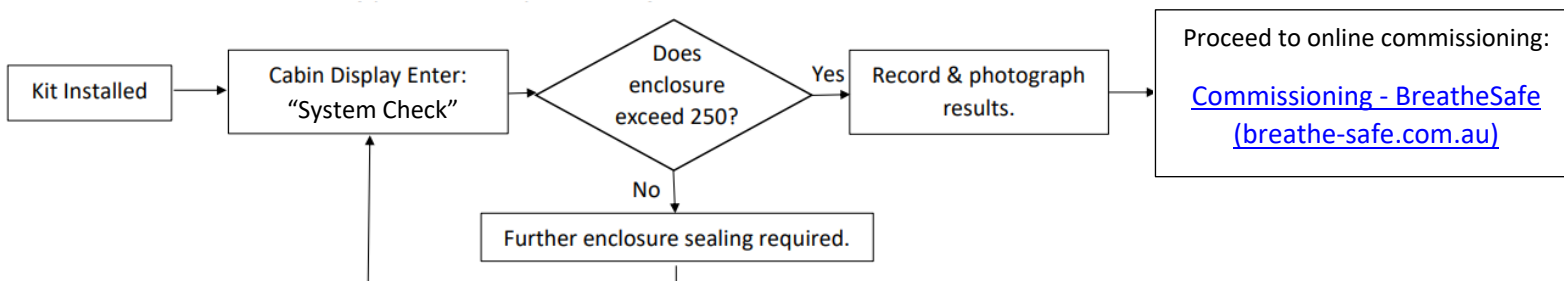 Kit Installed
Cabin Display Enter:
“System Check”
Does
enclosure
exceed 250?
Yes
Record & photograph
results.
Proceed to online commissioning:
Commissioning - BreatheSafe
(breathe-safe.com.au)
No
Further enclosure sealing required.